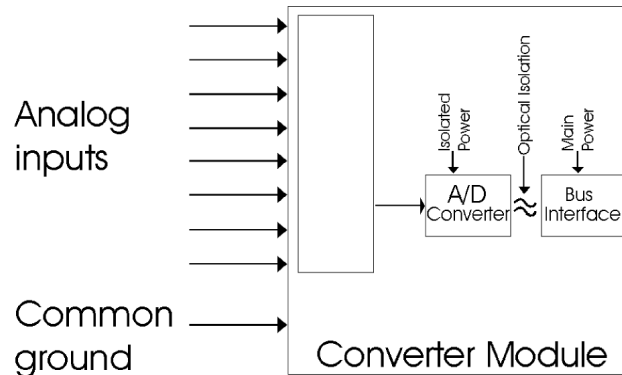 Analog
inputs
Common
ground
Isolated
Power
Optical Isolation
Main
Power
A/D
Converter
Bus
Interface
Converter Module